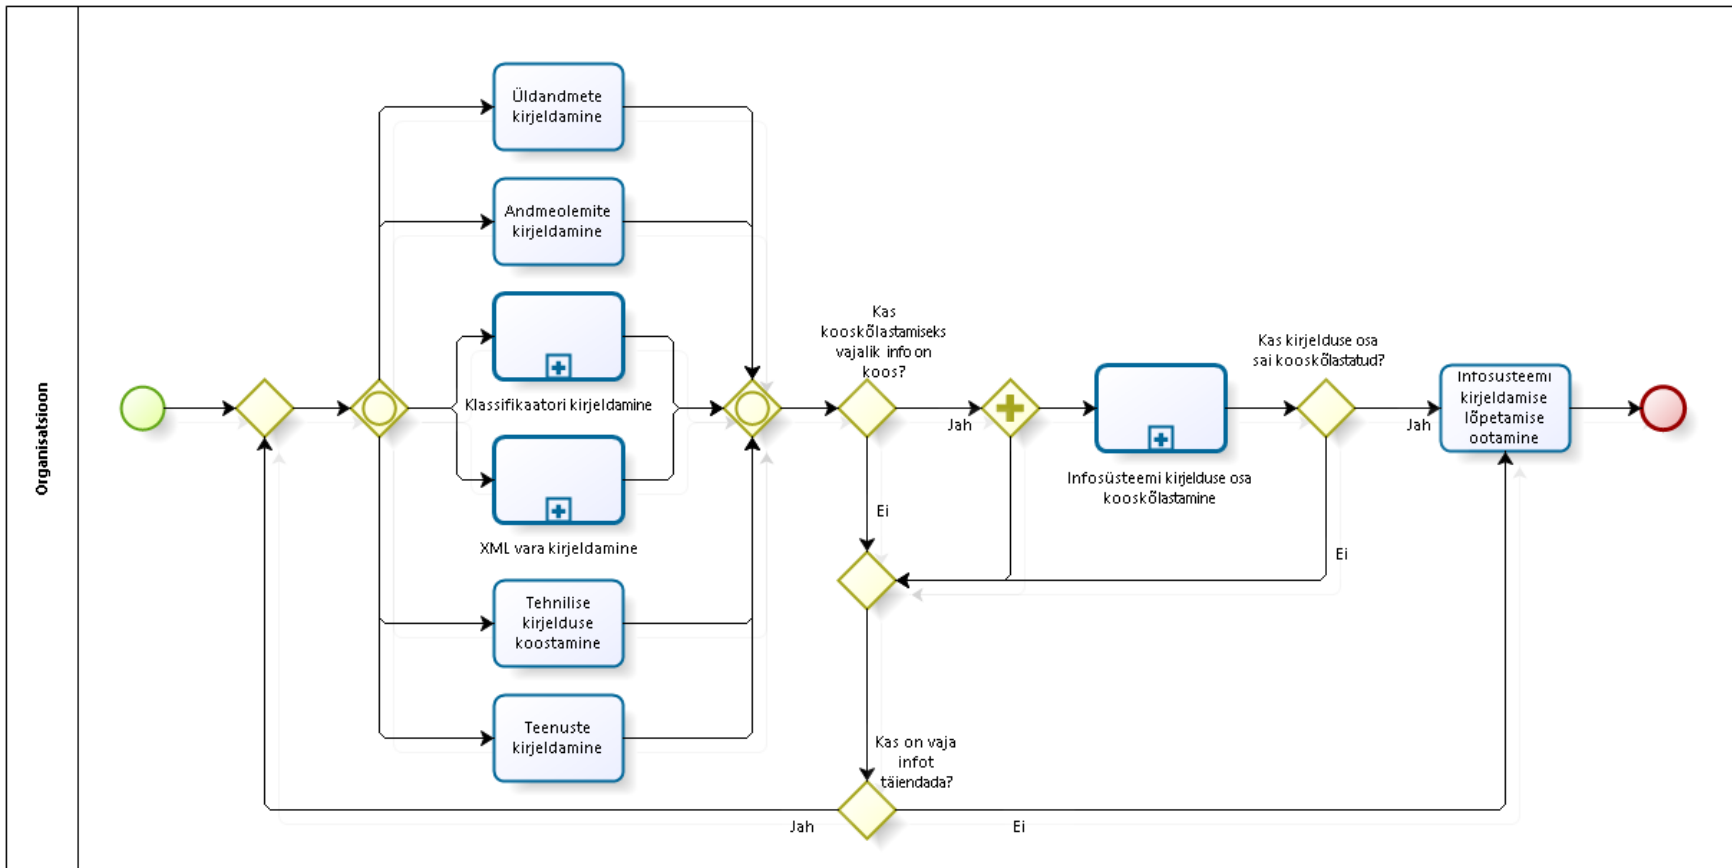 Organisatsioon
Üldandmete
kirjeldamine
Andmeolemite
kirjeldamine
Klassifikaatori kirjeldamine
XML vara kirjeldamine
Tehnilise
kirjelduse
koostamine
Teenuste
kirjeldamine
Kas
kooskõlastamiseks
vajalik info on
koos?
Jah
Ei
Infosüsteemi kirjelduse osa
kooskõlastamine
Kas kirjelduse osa
sai kooskõlastatud?
Jah
Ei
Infosüsteemi
kirjeldamise
lõpetamise
ootamine
Kas on vaja
infot
täiendada?
Jah
Ei